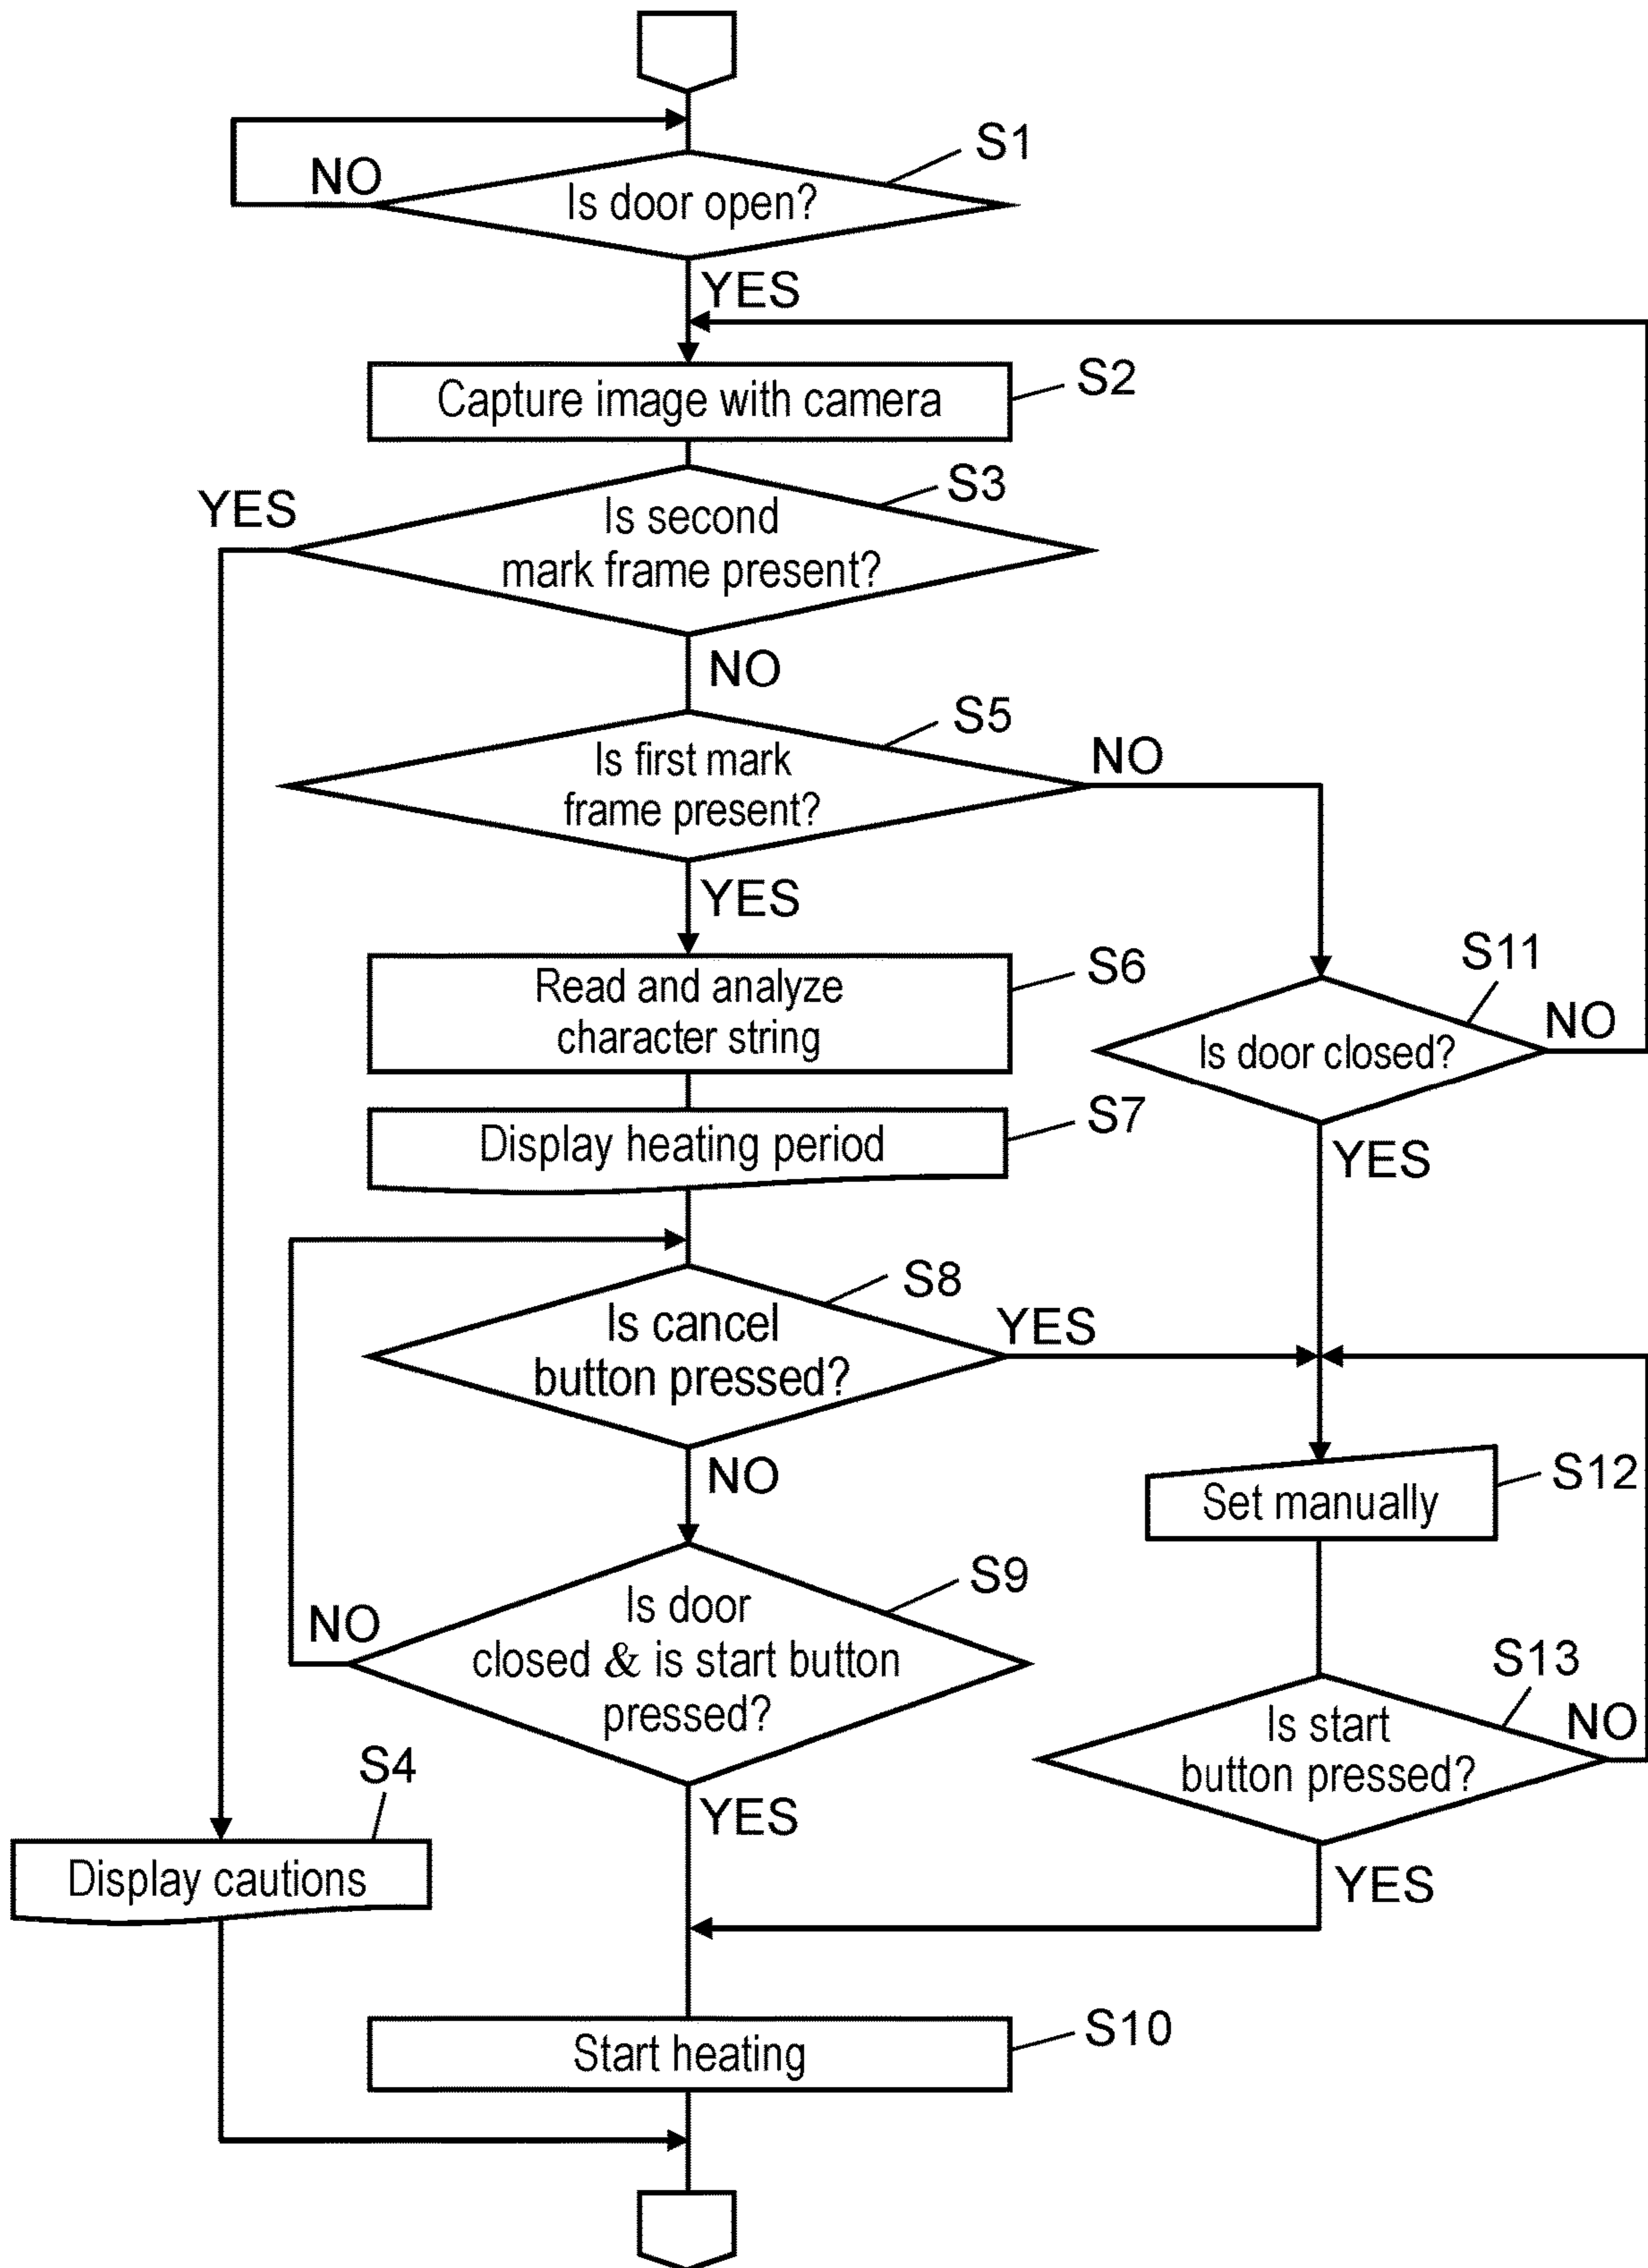 S1
NO
Is door open?
YES
Capture image with camera
S2
YES
S3
Is second
mark frame present?
NO
S5
Is first mark
frame present?
NO
YES
Read and analyze
character string
S6
S11
Is door closed?
NO
Display heating period
S7
YES
S8
Is cancel
button pressed?
YES
NO
Set manually
S12
S9
Is door
closed & is start button
pressed?
NO
S13
Is start
button pressed?
NO
S4
YES
Display cautions
YES
Start heating
S10